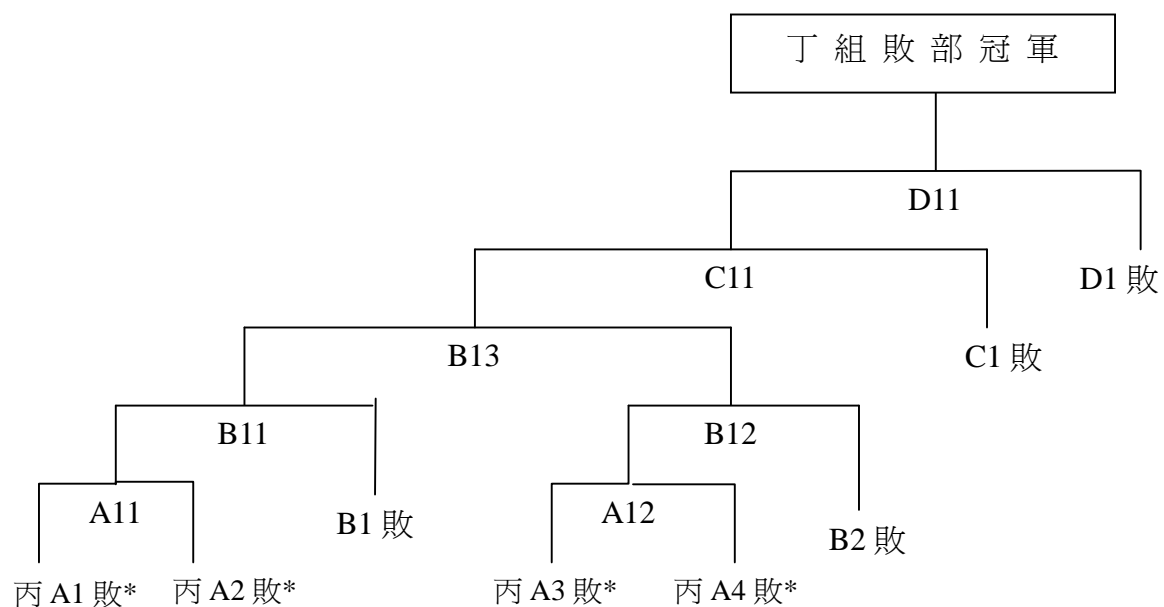 丁 組 敗 部 冠 軍
D11
C11
D1 敗
B13
C1 敗
B11
B12
A11
B1 敗
A12
B2 敗
丙 A1 敗*
丙 A2 敗*
丙 A3 敗*
丙 A4 敗*